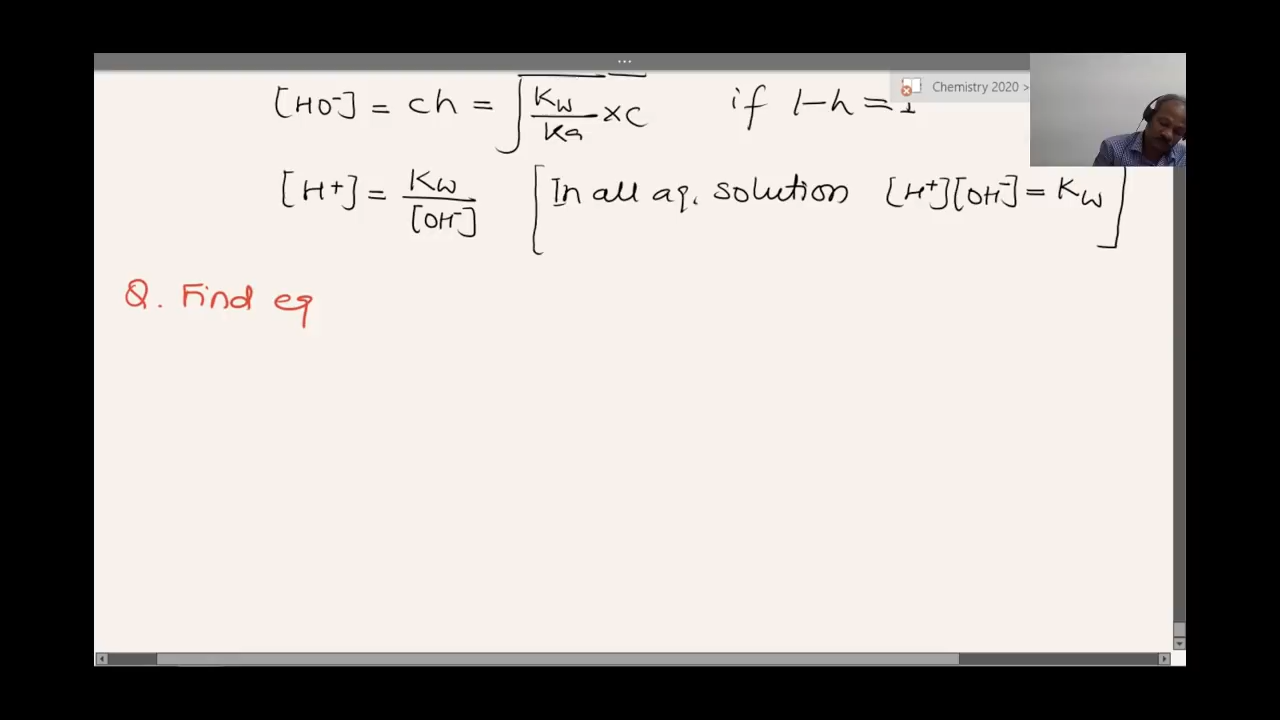 [HO⁻] = ch = √(Kw/Ka × C) if 1-h = 1
Chemistry 2020 >
[H+] = Kw/[OH⁻] [In all aq. solution [H+][OH⁻] = Kw]
Q. Find eq